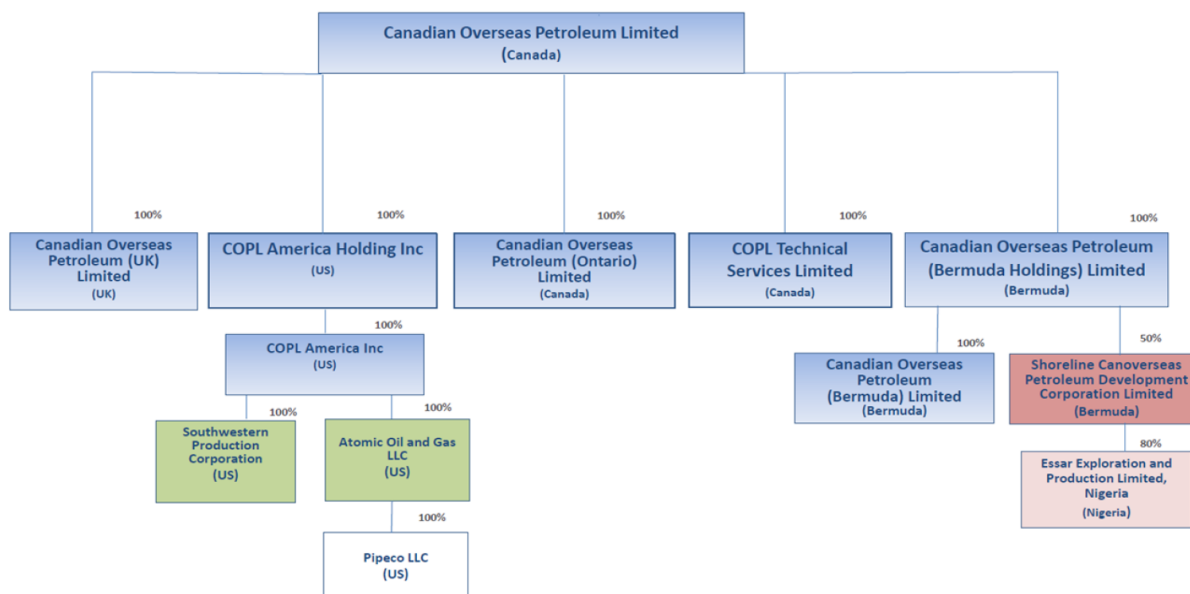 Canadian Overseas Petroleum Limited
(Canada)
100%
100%
100%
100%
100%
Canadian Overseas
Petroleum (UK)
Limited
(UK)
COPL America Holding Inc
(US)
Canadian Overseas
Petroleum (Ontario)
Limited
(Canada)
COPL Technical
Services Limited
(Canada)
Canadian Overseas Petroleum
(Bermuda Holdings) Limited
(Bermuda)
100%
COPL America Inc
(US)
100%
Canadian Overseas
Petroleum
(Bermuda) Limited
(Bermuda)
50%
Shoreline Canoverseas
Petroleum Development
Corporation Limited
(Bermuda)
100%
Southwestern
Production
Corporation
(US)
100%
Atomic Oil and Gas
LLC
(US)
80%
Essar Exploration and
Production Limited,
Nigeria
(Nigeria)
100%
Pipeco LLC
(US)